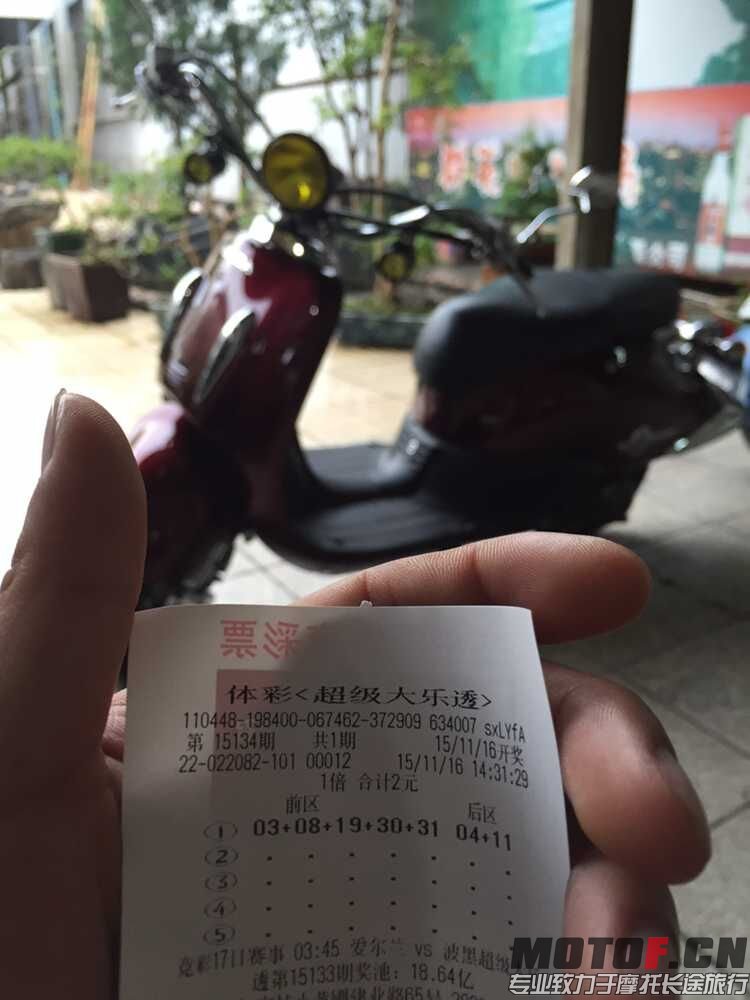 体彩<超级大乐透>
110448-198400-067462-372909 634007 sxLYfA
第 15134期 共1期 15/11/16开奖
22-022082-101 00012 15/11/16 14:31:29
1倍 合计2元
前区 后区
① 03+08+19+30+31 04+11
②
③
④
⑤
竞彩17日赛事 03:45 爱尔兰 vs 波黑超级
透第15133期奖池：18.64亿
MOTOF.CN
专业致力于摩托长途旅行